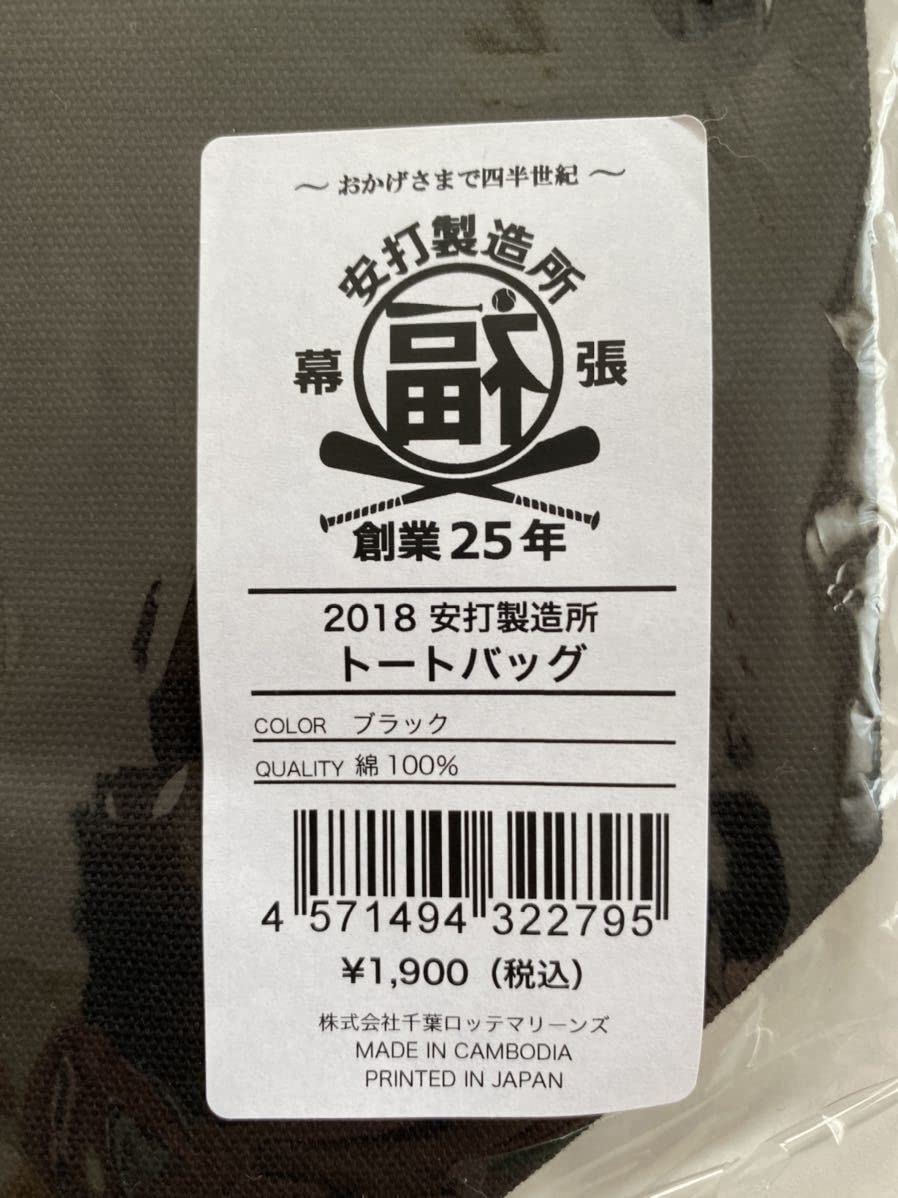 ～ おかげさまで四半世紀 ～
安打製造所
幕 福 張
創業25年
2018 安打製造所
トートバッグ
COLOR ブラック
QUALITY 綿100%
4 571494 322795
¥1,900（税込）
株式会社千葉ロッテマリーンズ
MADE IN CAMBODIA
PRINTED IN JAPAN